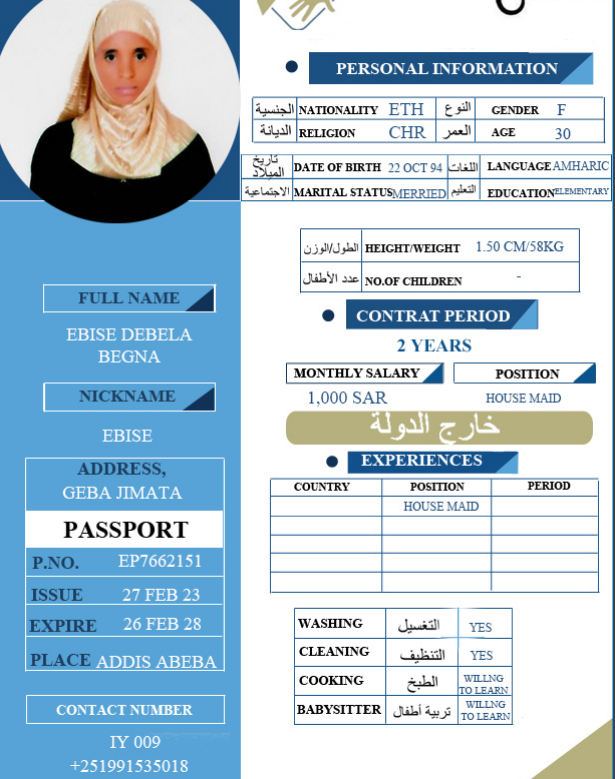 FULL NAME
EBISE DEBELA
BEGNA
NICKNAME
EBISE
ADDRESS,
GEBA JIMATA
PASSPORT
P.NO. EP7662151
ISSUE 27 FEB 23
EXPIRE 26 FEB 28
PLACE ADDIS ABEBA
CONTACT NUMBER
IY 009
+251991535018
PERSONAL INFORMATION
الجنسية NATIONALITY ETH النوع GENDER F
الديانة RELIGION CHR العمر AGE 30
تاريخ الميلاد DATE OF BIRTH 22 OCT 94 اللغات LANGUAGE AMHARIC
الاجتماعية MARITAL STATUS MERRIED التعليم EDUCATION ELEMENTARY
الطول/الوزن HEIGHT/WEIGHT 1.50 CM/58KG
عدد الأطفال NO.OF CHILDREN -
CONTRAT PERIOD
2 YEARS
MONTHLY SALARY POSITION
1,000 SAR HOUSE MAID
خارج الدولة
EXPERIENCES
COUNTRY POSITION PERIOD
HOUSE MAID
WASHING التغسيل YES
CLEANING التنظيف YES
COOKING الطبخ WILLNG TO LEARN
BABYSITTER تربية أطفال WILLNG TO LEARN